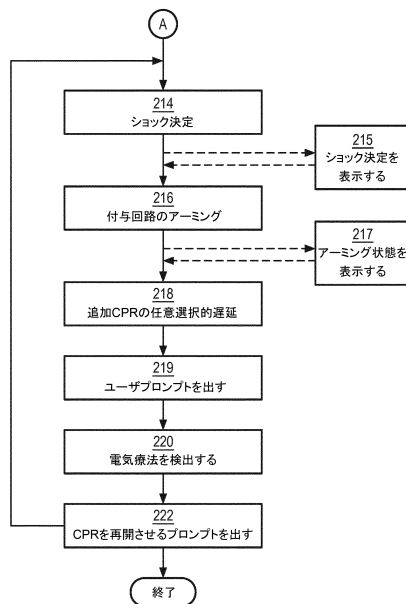 A
214
ショック決定
215
ショック決定を
表示する
216
付与回路のアーミング
217
アーミング状態を
表示する
218
追加CPRの任意選択的遅延
219
ユーザプロンプトを出す
220
電気療法を検出する
222
CPRを再開させるプロンプトを出す
終了